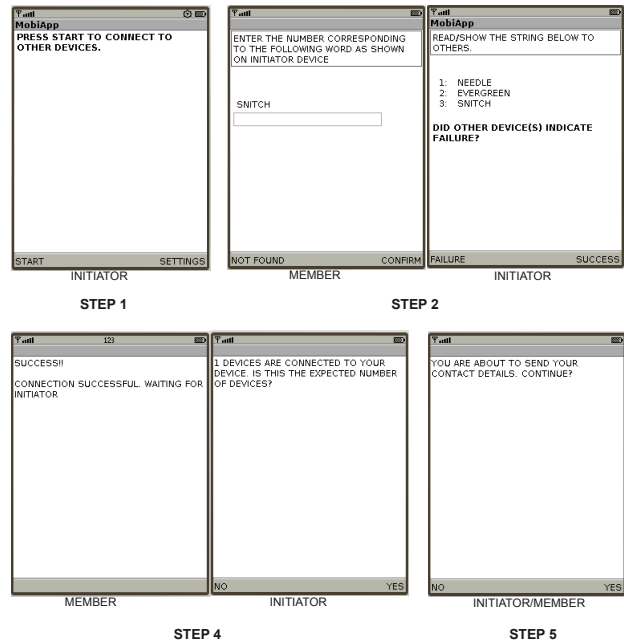 MobiApp
PRESS START TO CONNECT TO
OTHER DEVICES.
START SETTINGS
INITIATOR
STEP 1
ENTER THE NUMBER CORRESPONDING
TO THE FOLLOWING WORD AS SHOWN
ON INITIATOR DEVICE
SNITCH
NOT FOUND CONFIRM
MEMBER
MobiApp
READ/SHOW THE STRING BELOW TO
OTHERS.
1: NEEDLE
2: EVERGREEN
3: SNITCH
DID OTHER DEVICE(S) INDICATE
FAILURE?
FAILURE SUCCESS
INITIATOR
STEP 2
123
SUCCESS!!
CONNECTION SUCCESSFUL. WAITING FOR
INITIATOR
MEMBER
1 DEVICES ARE CONNECTED TO YOUR
DEVICE. IS THIS THE EXPECTED NUMBER
OF DEVICES?
NO YES
INITIATOR
STEP 4
YOU ARE ABOUT TO SEND YOUR
CONTACT DETAILS. CONTINUE?
NO YES
INITIATOR/MEMBER
STEP 5